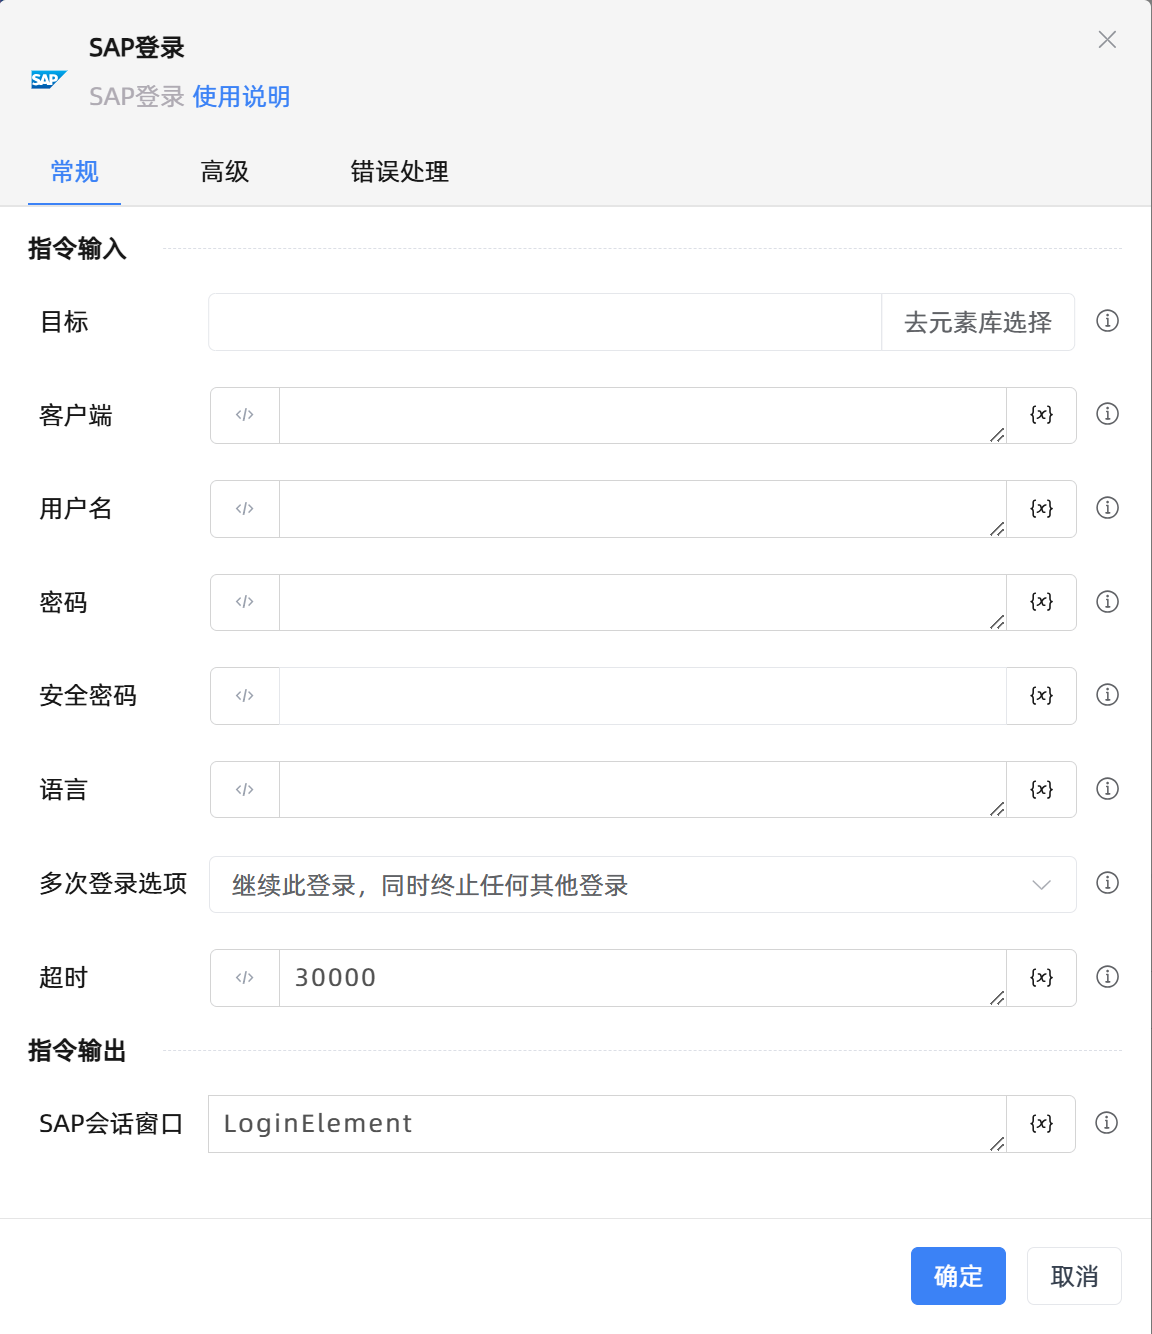 SAP登录
SAP
SAP登录 使用说明
常规 高级 错误处理
指令输入
目标 去元素库选择
客户端 </> {x}
用户名 </> {x}
密码 </> {x}
安全密码 </> {x}
语言 </> {x}
多次登录选项 继续此登录，同时终止任何其他登录
超时 </> 30000 {x}
指令输出
SAP会话窗口 LoginElement {x}
确定 取消